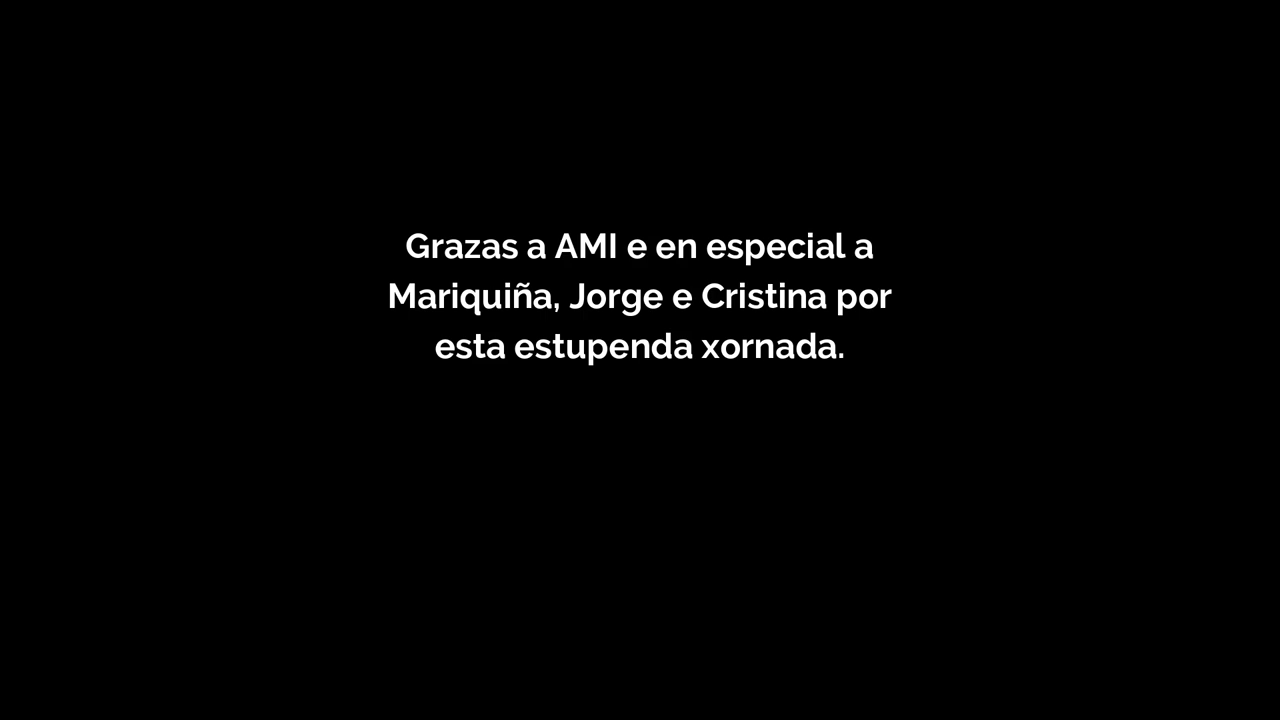 Grazas a AMI e en especial a
Mariquiña, Jorge e Cristina por
esta estupenda xornada.